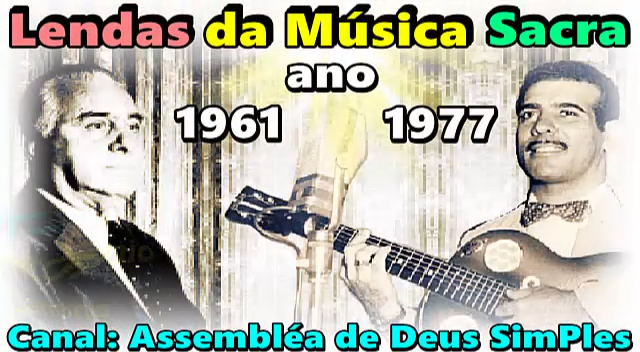 Lendas da Música Sacra
ano
1961 1977
Canal: Assembléa de Deus SimPles